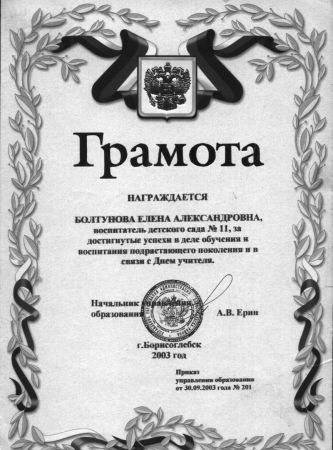 Грамота
НАГРАЖДАЕТСЯ
БОЛТУНОВА ЕЛЕНА АЛЕКСАНДРОВНА,
воспитатель детского сада № 11, за
достигнутые успехи в деле обучения и
воспитания подрастающего поколения и в
связи с Днем учителя.
Начальник управления
образования А.В. Ерин
г.Борисоглебск
2003 год
Приказ
управления образования
от 30.09.2003 года № 201